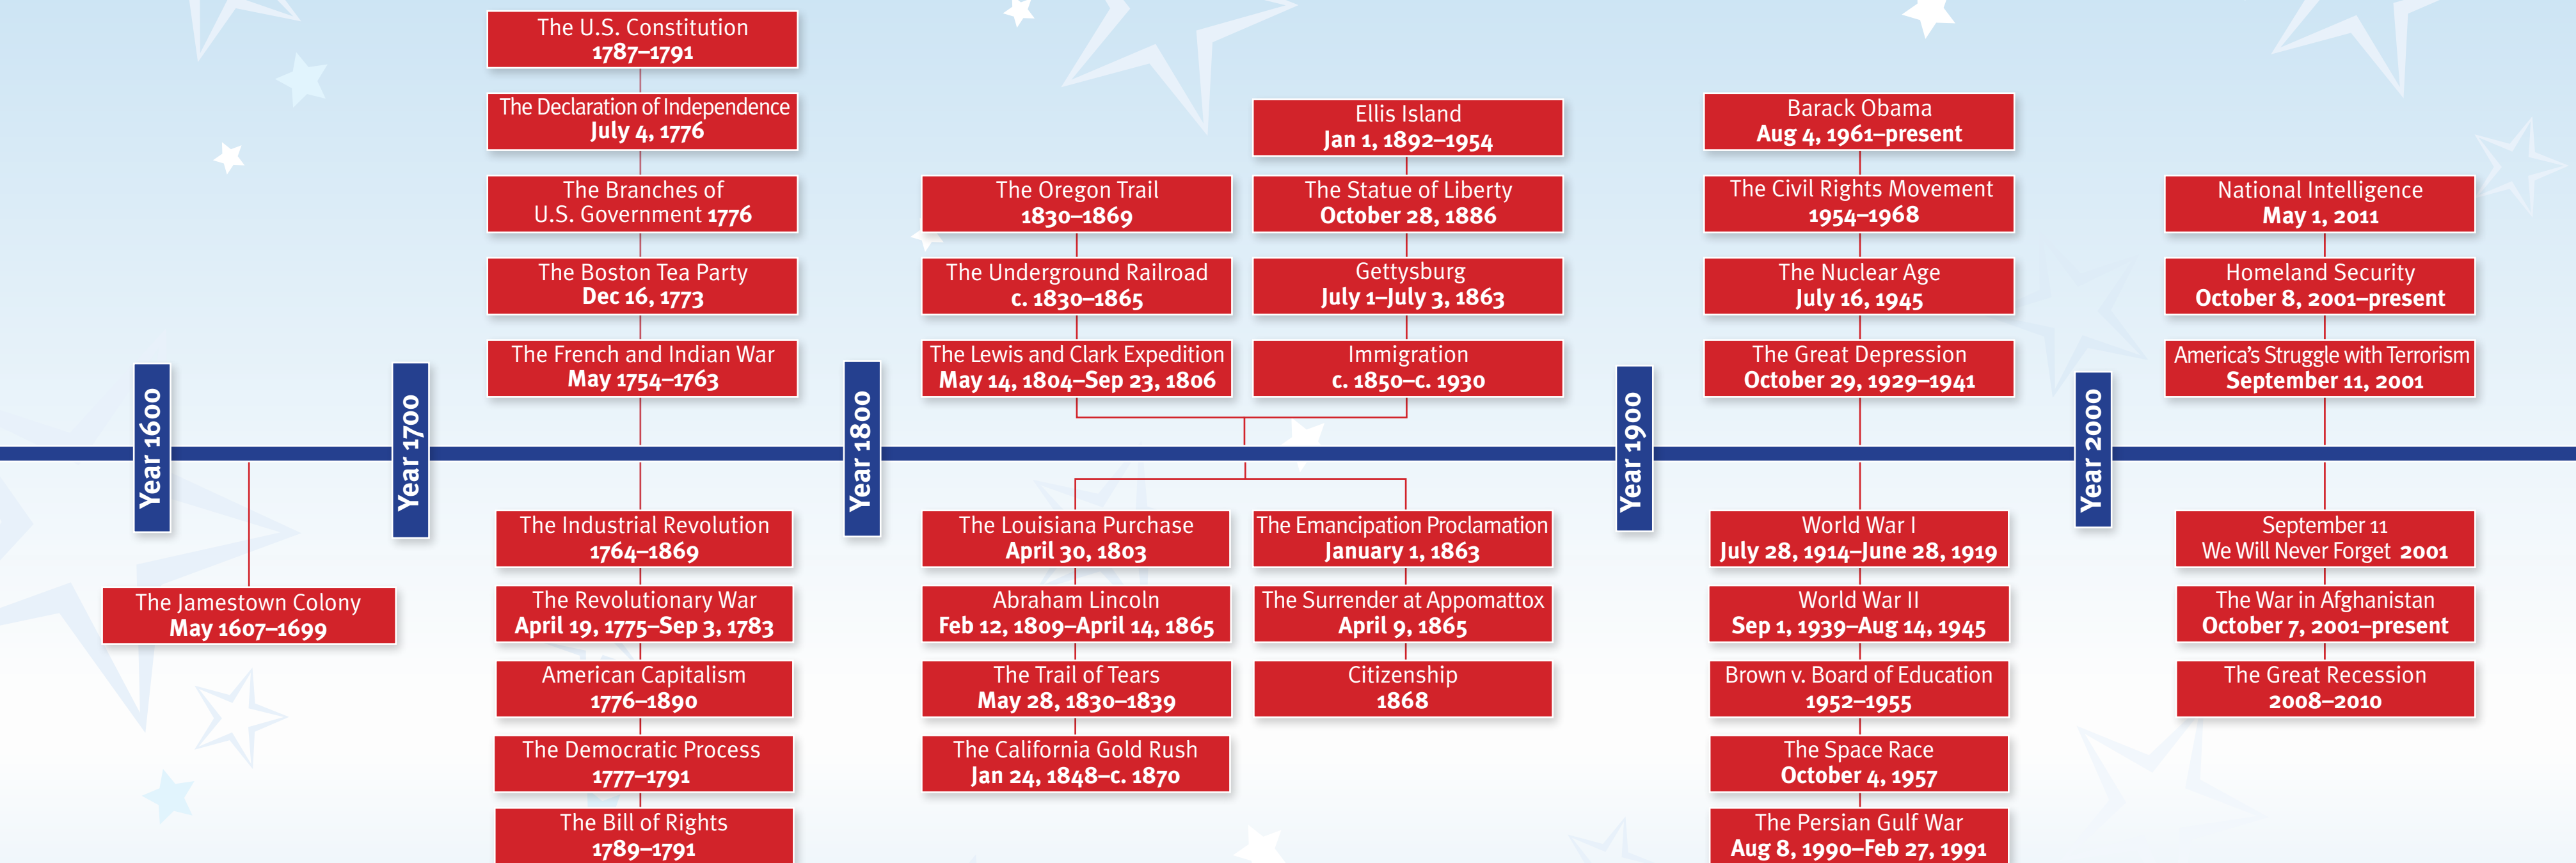 The U.S. Constitution
1787–1791
The Declaration of Independence
July 4, 1776
The Branches of
U.S. Government 1776
The Boston Tea Party
Dec 16, 1773
The French and Indian War
May 1754–1763
The Oregon Trail
1830–1869
The Underground Railroad
c. 1830–1865
The Lewis and Clark Expedition
May 14, 1804–Sep 23, 1806
Ellis Island
Jan 1, 1892–1954
The Statue of Liberty
October 28, 1886
Gettysburg
July 1–July 3, 1863
Immigration
c. 1850–c. 1930
Barack Obama
Aug 4, 1961–present
The Civil Rights Movement
1954–1968
The Nuclear Age
July 16, 1945
The Great Depression
October 29, 1929–1941
National Intelligence
May 1, 2011
Homeland Security
October 8, 2001–present
America's Struggle with Terrorism
September 11, 2001
Year 1600
Year 1700
Year 1800
Year 1900
Year 2000
The Jamestown Colony
May 1607–1699
The Industrial Revolution
1764–1869
The Revolutionary War
April 19, 1775–Sep 3, 1783
American Capitalism
1776–1890
The Democratic Process
1777–1791
The Bill of Rights
1789–1791
The Louisiana Purchase
April 30, 1803
Abraham Lincoln
Feb 12, 1809–April 14, 1865
The Trail of Tears
May 28, 1830–1839
The California Gold Rush
Jan 24, 1848–c. 1870
The Emancipation Proclamation
January 1, 1863
The Surrender at Appomattox
April 9, 1865
Citizenship
1868
World War I
July 28, 1914–June 28, 1919
World War II
Sep 1, 1939–Aug 14, 1945
Brown v. Board of Education
1952–1955
The Space Race
October 4, 1957
The Persian Gulf War
Aug 8, 1990–Feb 27, 1991
September 11
We Will Never Forget 2001
The War in Afghanistan
October 7, 2001–present
The Great Recession
2008–2010